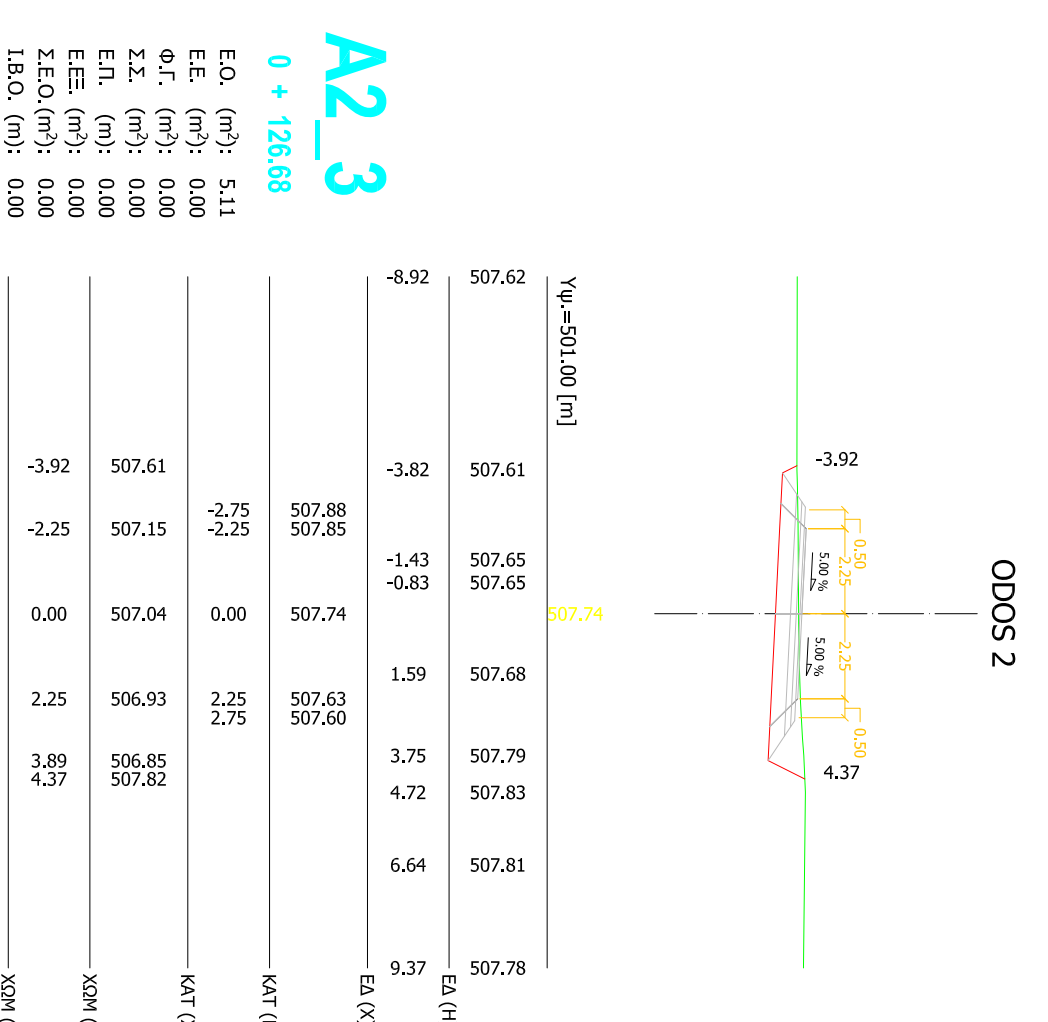 ODOS 2
-3.92
4.37
0.50
2.25
2.25
0.50
5.00 %
5.00 %
507.74
Υψ.=501.00 [m]
507.62 507.61 507.65 507.65 507.68 507.79 507.83 507.81 507.78
ΕΔ (Η
-8.92 -3.82 -1.43 -0.83 1.59 3.75 4.72 6.64 9.37
ΕΔ (Χ
507.88 507.85 507.74 507.63 507.60
ΚΑΤ (
-2.75 -2.25 0.00 2.25 2.75
ΚΑΤ (
507.61 507.15 507.04 506.93 506.85 507.82
ΧΩΜ (
-3.92 -2.25 0.00 2.25 3.89 4.37
ΧΩΜ (
A2_3
0 + 126.68
Ε.Ο. (m²): 5.11
Ε.Ε. (m²): 0.00
Φ.Γ. (m²): 0.00
Σ.Σ. (m²): 0.00
Ε.Π. (m): 0.00
Ε.ΕΞ. (m²): 0.00
Σ.Ε.Ο. (m²): 0.00
Ι.Β.Ο. (m): 0.00